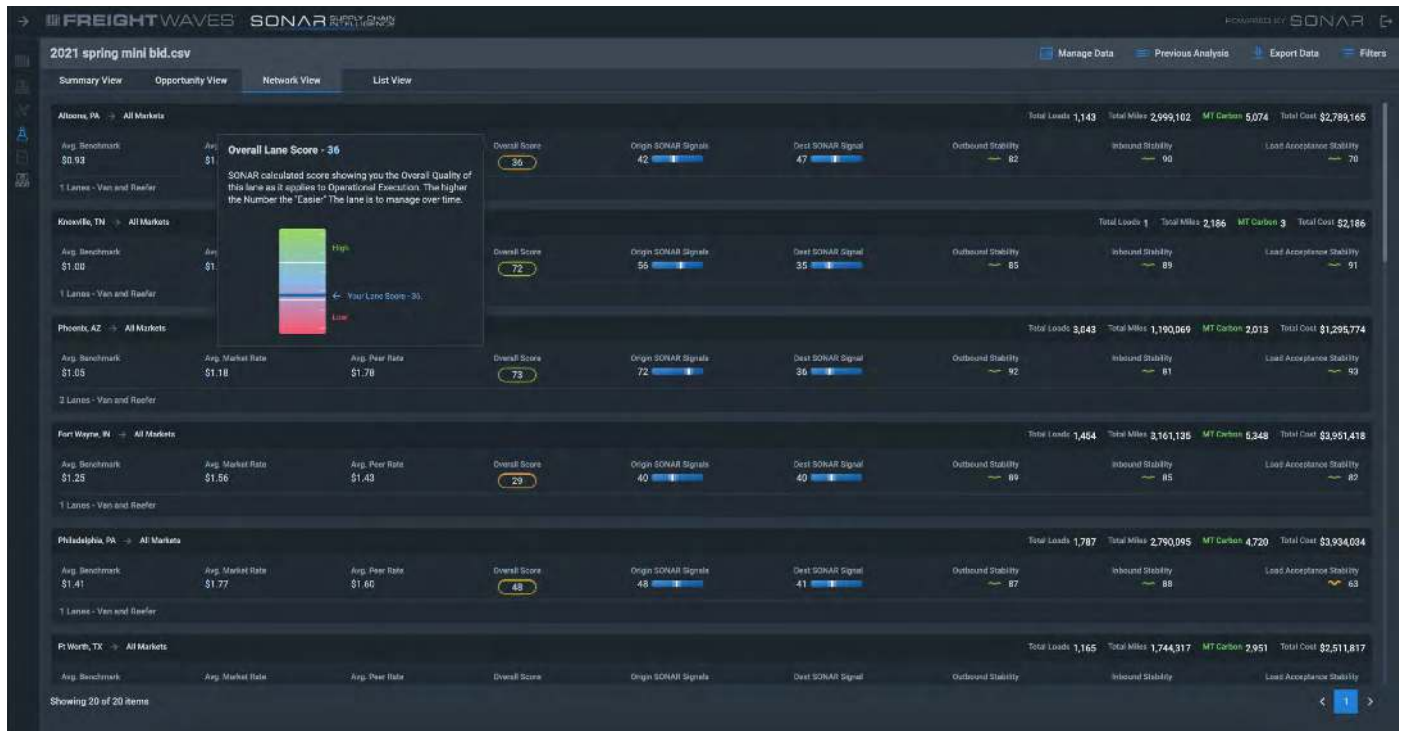 FREIGHTWAVES SONAR SUPPLY CHAIN INTELLIGENCE POWERED BY SONAR
2021 spring mini bid.csv Manage Data Previous Analysis Export Data Filters
Summary View Opportunity View Network View List View
Altoona, PA → All Markets Total Loads 1,143 Total Miles 2,999,102 MT Carbon 5,074 Total Cost $2,789,165
Avg. Benchmark Overall Score Origin SONAR Signals Dest SONAR Signal Outbound Stability Inbound Stability Load Acceptance Stability
$0.93 $1. 36 42 47 82 90 70
1 Lanes - Van and Reefer
Overall Lane Score - 36
SONAR calculated score showing you the Overall Quality of
this lane as it applies to Operational Execution. The higher
the Number the "Easier" The lane is to manage over time.
High
← Your Lane Score - 36.
Low
Knoxville, TN → All Markets Total Loads 1 Total Miles 2,186 MT Carbon 3 Total Cost $2,186
Avg. Benchmark Overall Score Origin SONAR Signals Dest SONAR Signal Outbound Stability Inbound Stability Load Acceptance Stability
$1.00 $1 72 56 35 85 89 91
1 Lanes - Van and Reefer
Phoenix, AZ → All Markets Total Loads 3,043 Total Miles 1,190,069 MT Carbon 2,013 Total Cost $1,295,774
Avg. Benchmark Avg. Market Rate Avg. Peer Rate Overall Score Origin SONAR Signals Dest SONAR Signal Outbound Stability Inbound Stability Load Acceptance Stability
$1.05 $1.18 $1.78 73 72 36 92 81 93
2 Lanes - Van and Reefer
Fort Wayne, IN → All Markets Total Loads 1,454 Total Miles 3,161,135 MT Carbon 5,348 Total Cost $3,951,418
Avg. Benchmark Avg. Market Rate Avg. Peer Rate Overall Score Origin SONAR Signals Dest SONAR Signal Outbound Stability Inbound Stability Load Acceptance Stability
$1.25 $1.56 $1.43 29 40 40 89 85 82
1 Lanes - Van and Reefer
Philadelphia, PA → All Markets Total Loads 1,787 Total Miles 2,790,095 MT Carbon 4,720 Total Cost $3,934,034
Avg. Benchmark Avg. Market Rate Avg. Peer Rate Overall Score Origin SONAR Signals Dest SONAR Signal Outbound Stability Inbound Stability Load Acceptance Stability
$1.41 $1.77 $1.60 48 48 41 87 88 63
1 Lanes - Van and Reefer
Ft Worth, TX → All Markets Total Loads 1,165 Total Miles 1,744,317 MT Carbon 2,951 Total Cost $2,511,817
Avg. Benchmark Avg. Market Rate Avg. Peer Rate Overall Score Origin SONAR Signals Dest SONAR Signal Outbound Stability Inbound Stability Load Acceptance Stability
Showing 20 of 20 items < 1 >